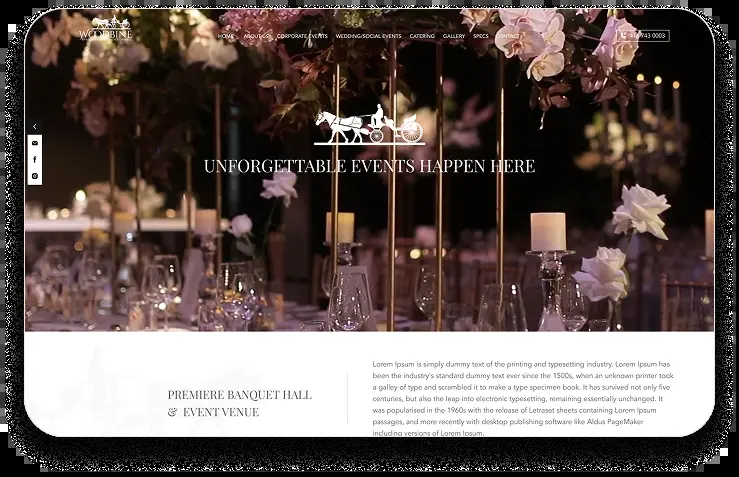 WOODBINE
HOME ABOUT US CORPORATE EVENTS WEDDING/SOCIAL EVENTS CATERING GALLERY SPECS CONTACT
743 0003
UNFORGETTABLE EVENTS HAPPEN HERE
PREMIERE BANQUET HALL
& EVENT VENUE
Lorem Ipsum is simply dummy text of the printing and typesetting industry. Lorem Ipsum has
been the industry's standard dummy text ever since the 1500s, when an unknown printer took
a galley of type and scrambled it to make a type specimen book. It has survived not only five
centuries, but also the leap into electronic typesetting, remaining essentially unchanged. It
was popularised in the 1960s with the release of Letraset sheets containing Lorem Ipsum
passages, and more recently with desktop publishing software like Aldus PageMaker
including versions of Lorem Ipsum.